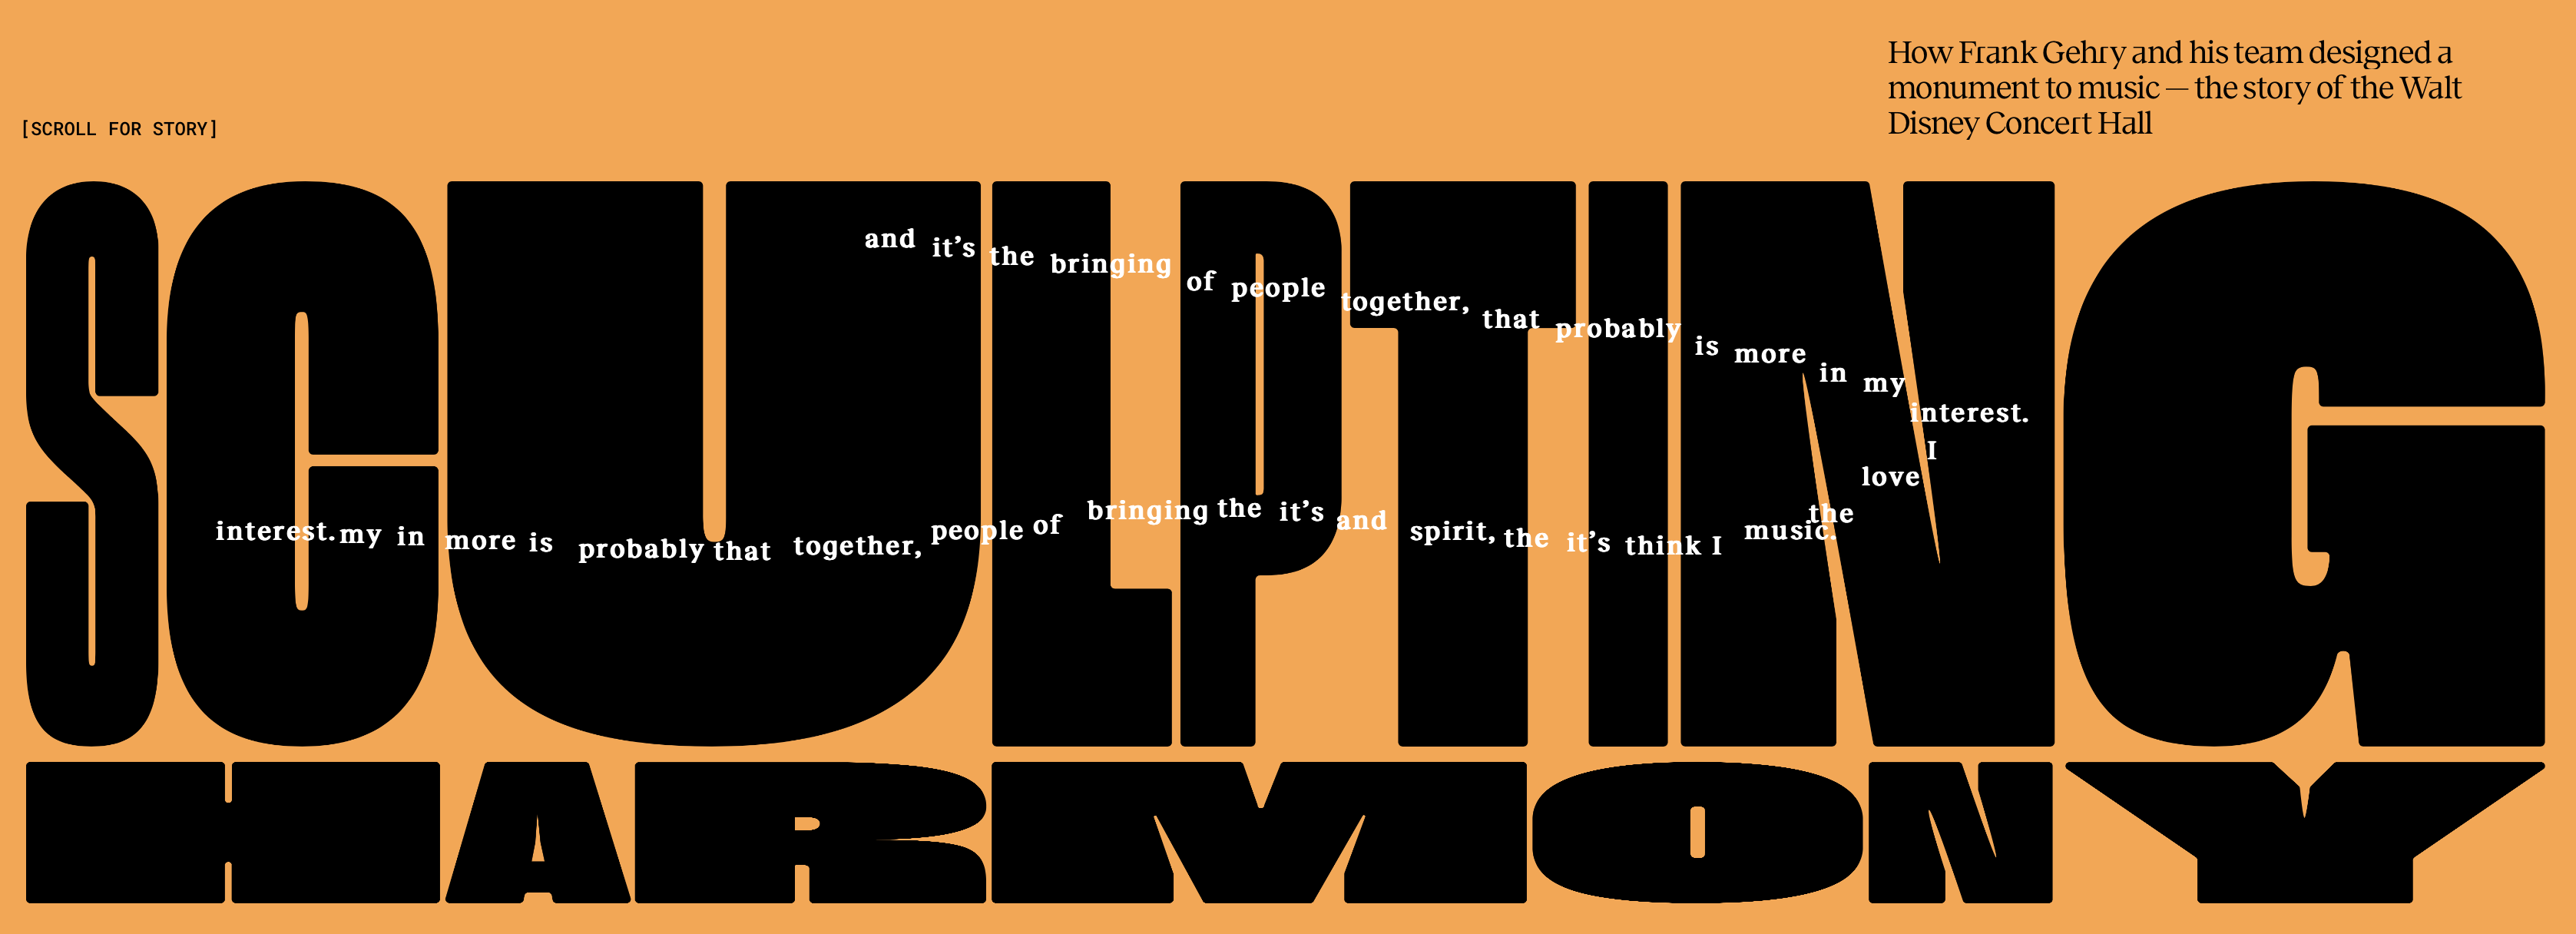 How Frank Gehry and his team designed a
monument to music — the story of the Walt
Disney Concert Hall
[SCROLL FOR STORY]
SCULPTING
and it’s the bringing of people together, that probably is more in my interest. I love the
interest. my in more is probably that together, people of bringing the it’s and spirit, the it’s think I music.
HARMONY